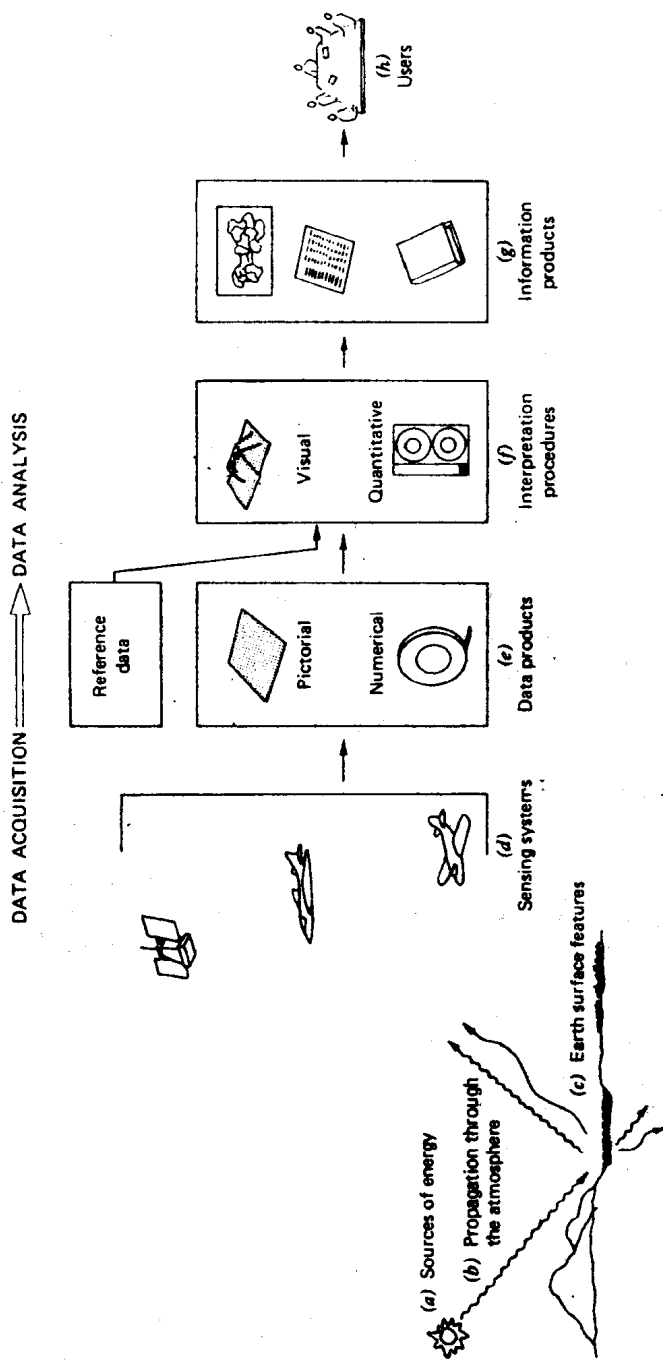 DATA ACQUISITION DATA ANALYSIS
Reference
data
(a) Sources of energy
(b) Propagation through
the atmosphere
(c) Earth surface features
(d)
Sensing systems
Pictorial
Numerical
(e)
Data products
Visual
Quantitative
(f)
Interpretation
procedures
(g)
Information
products
(h)
Users